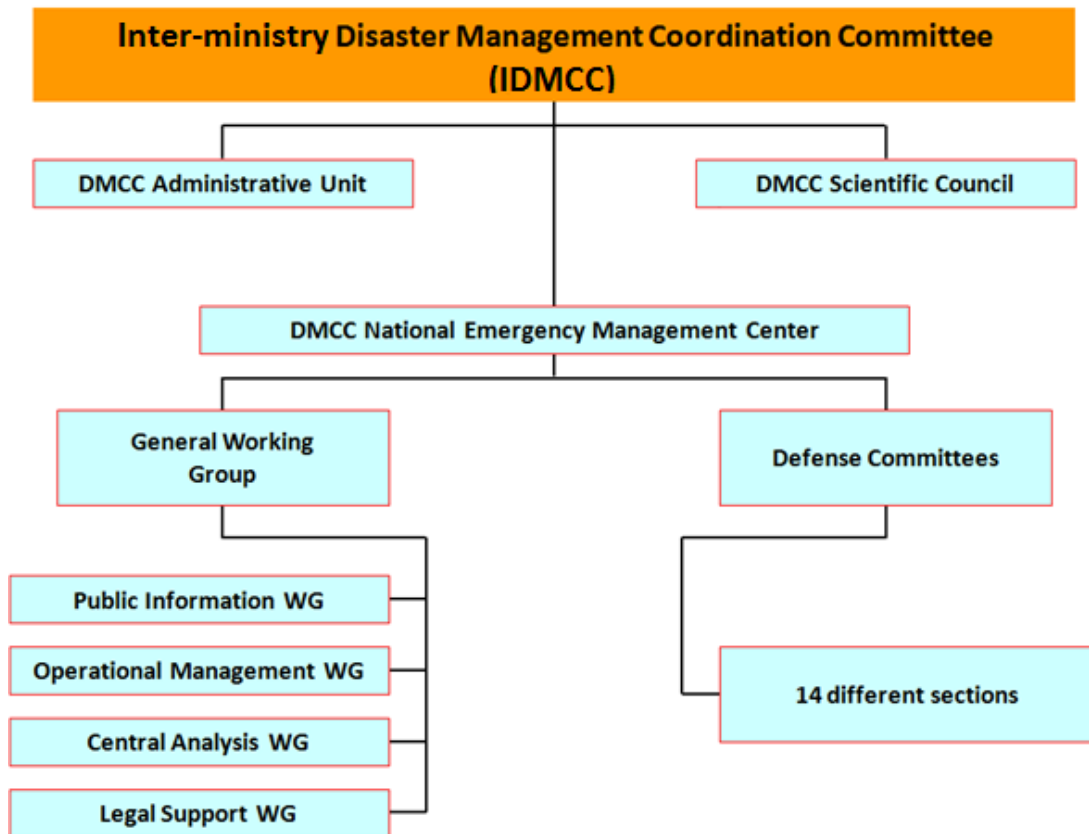 Inter-ministry Disaster Management Coordination Committee
(IDMCC)
DMCC Administrative Unit
DMCC Scientific Council
DMCC National Emergency Management Center
General Working
Group
Defense Committees
Public Information WG
Operational Management WG
Central Analysis WG
Legal Support WG
14 different sections